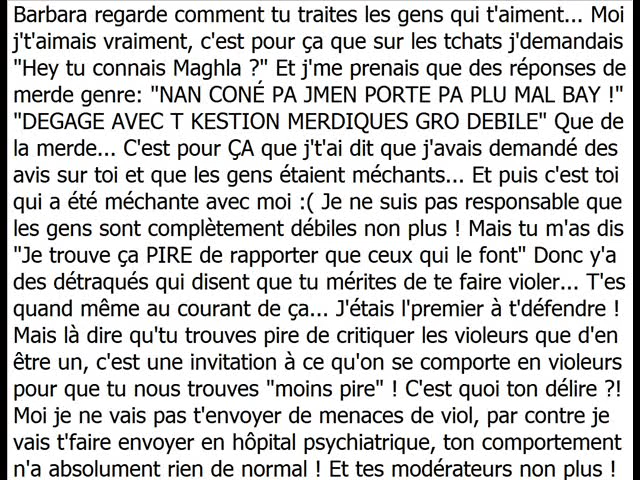 Barbara regarde comment tu traites les gens qui t'aiment... Moi
j't'aimais vraiment, c'est pour ça que sur les tchats j'demandais
"Hey tu connais Maghla ?" Et j'me prenais que des réponses de
merde genre: "NAN CONÉ PA JMEN PORTE PA PLU MAL BAY !"
"DEGAGE AVEC T KESTION MERDIQUES GRO DEBILE" Que de
la merde... C'est pour ÇA que j't'ai dit que j'avais demandé des
avis sur toi et que les gens étaient méchants... Et puis c'est toi
qui a été méchante avec moi :( Je ne suis pas responsable que
les gens sont complètement débiles non plus ! Mais tu m'as dis
"Je trouve ça PIRE de rapporter que ceux qui le font" Donc y'a
des détraqués qui disent que tu mérites de te faire violer... T'es
quand même au courant de ça... J'étais l'premier à t'défendre !
Mais là dire qu'tu trouves pire de critiquer les violeurs que d'en
être un, c'est une invitation à ce qu'on se comporte en violeurs
pour que tu nous trouves "moins pire" ! C'est quoi ton délire ?!
Moi je ne vais pas t'envoyer de menaces de viol, par contre je
vais t'faire envoyer en hôpital psychiatrique, ton comportement
n'a absolument rien de normal ! Et tes modérateurs non plus !